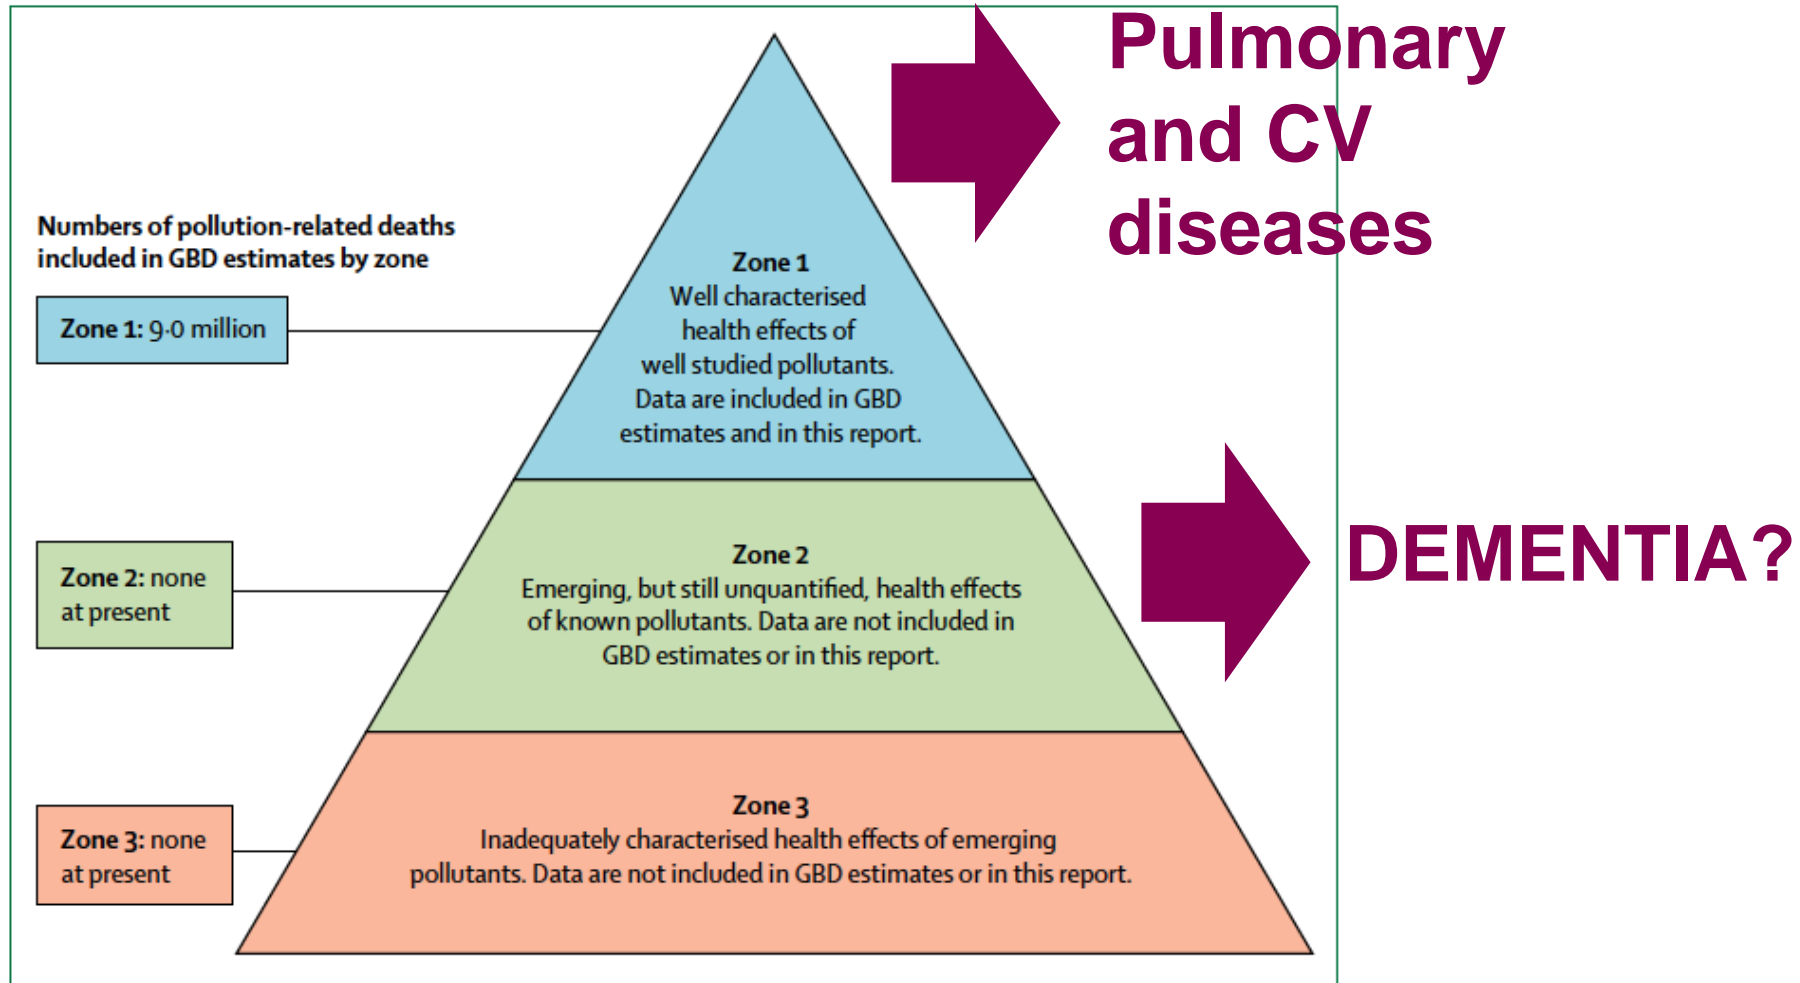 Pulmonary
and CV
diseases
Numbers of pollution-related deaths
included in GBD estimates by zone
Zone 1: 9·0 million
Zone 1
Well characterised
health effects of
well studied pollutants.
Data are included in GBD
estimates and in this report.
DEMENTIA?
Zone 2: none
at present
Zone 2
Emerging, but still unquantified, health effects
of known pollutants. Data are not included in
GBD estimates or in this report.
Zone 3: none
at present
Zone 3
Inadequately characterised health effects of emerging
pollutants. Data are not included in GBD estimates or in this report.